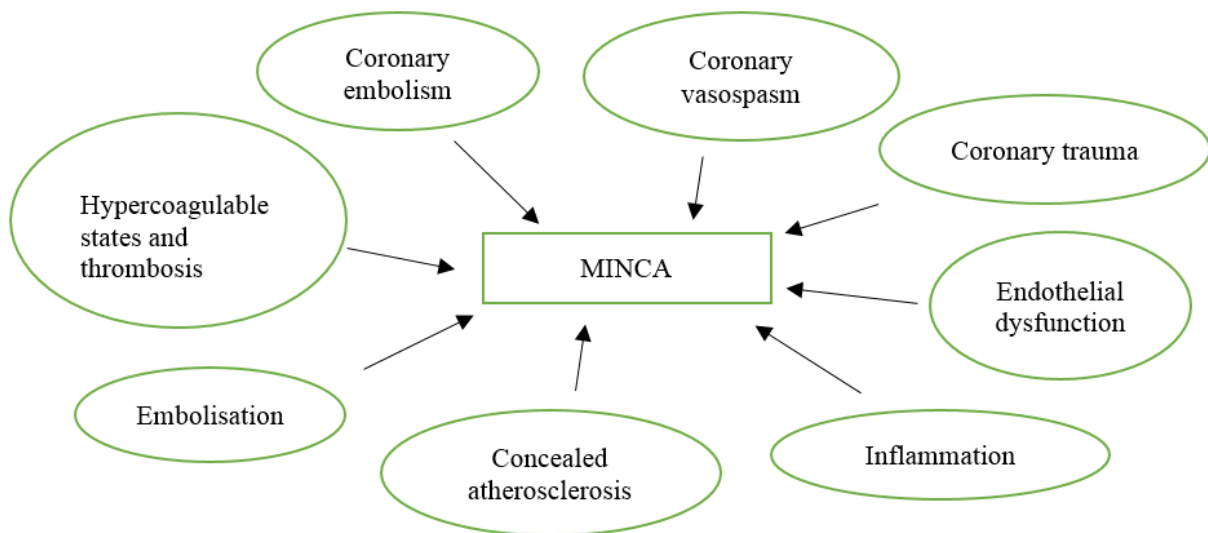 Coronary
embolism
Coronary
vasospasm
Coronary trauma
Hypercoagulable
states and
thrombosis
MINCA
Endothelial
dysfunction
Embolisation
Concealed
atherosclerosis
Inflammation